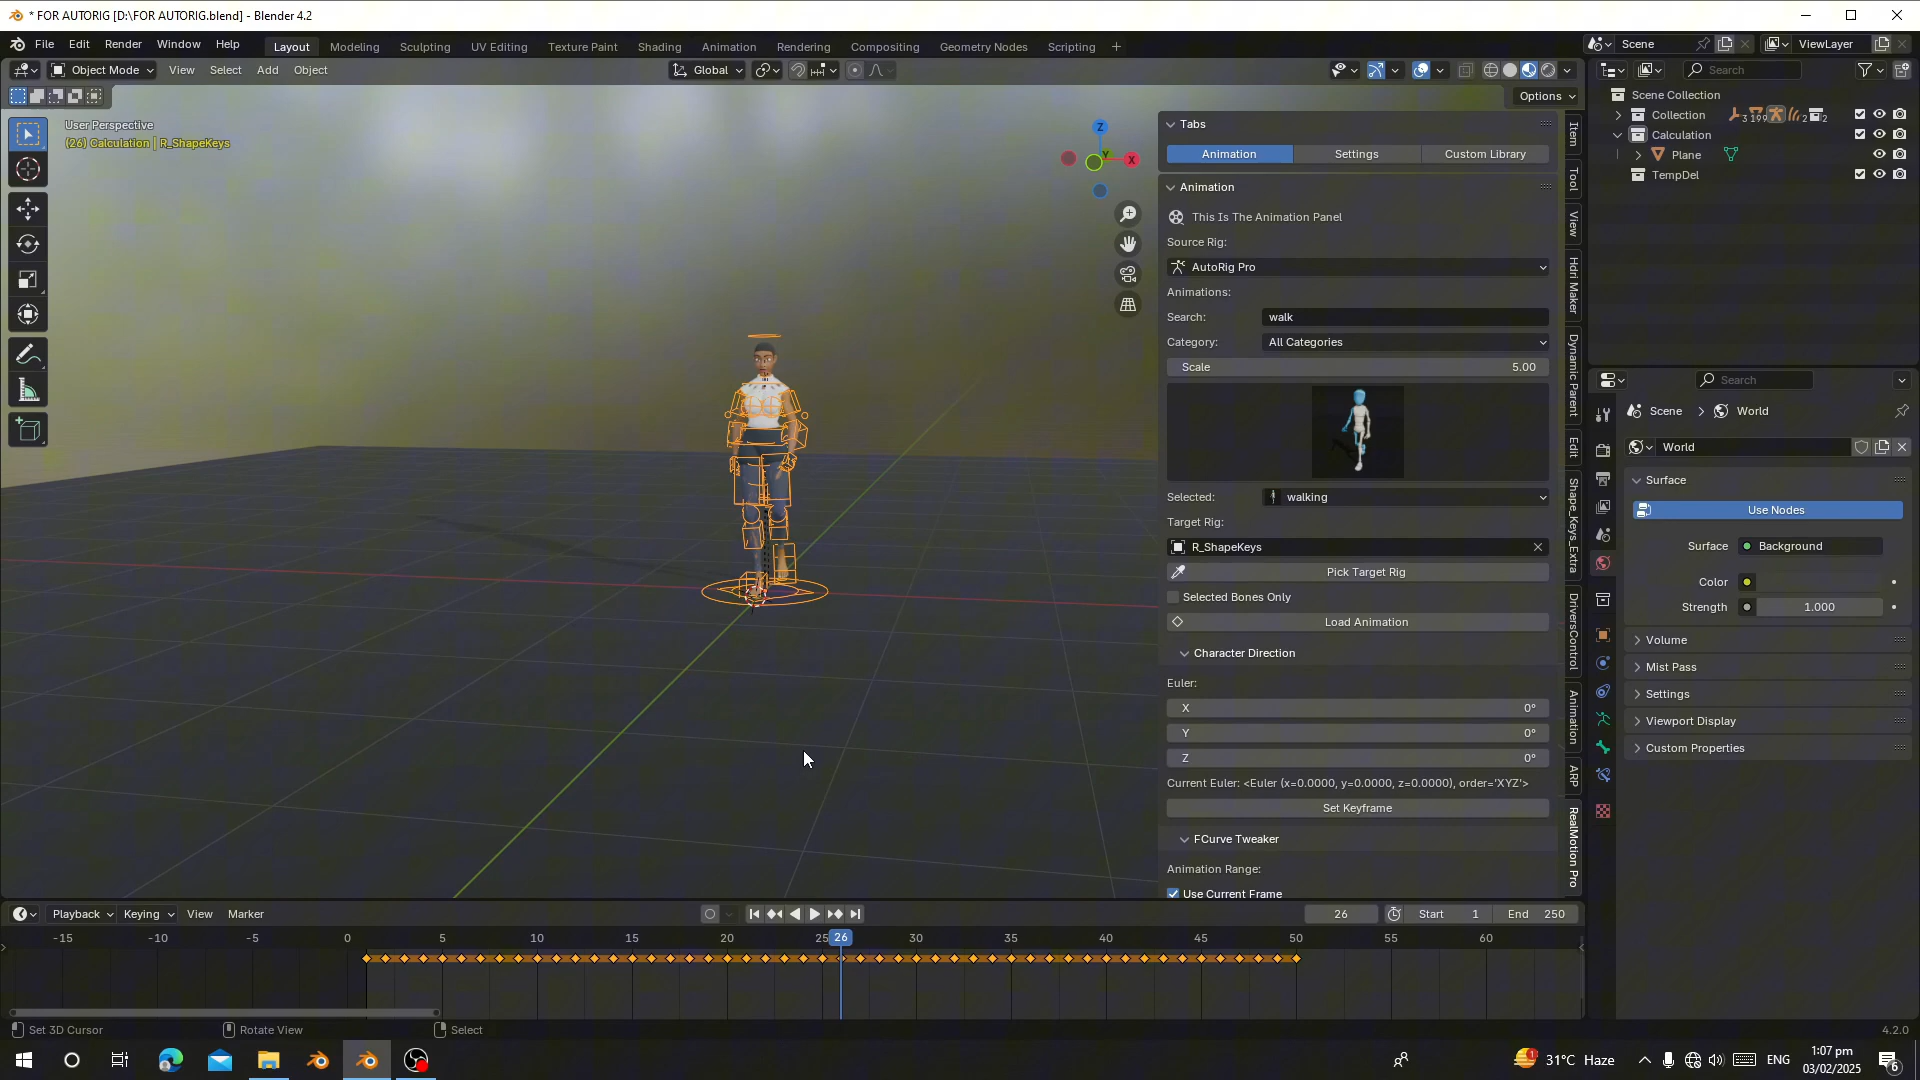 * FOR AUTORIG [D:\FOR AUTORIG.blend] - Blender 4.2
File Edit Render Window Help Layout Modeling Sculpting UV Editing Texture Paint Shading Animation Rendering Compositing Geometry Nodes Scripting + Scene ViewLayer
Object Mode View Select Add Object Global Search
Options
User Perspective
(26) Calculation | R_ShapeKeys
Z
Y
X
Tabs
Animation Settings Custom Library
Animation
This Is The Animation Panel
Source Rig:
AutoRig Pro
Animations:
Search: walk
Category: All Categories
Scale 5.00
Selected: walking
Target Rig:
R_ShapeKeys
Pick Target Rig
Selected Bones Only
Load Animation
Character Direction
Euler:
X 0°
Y 0°
Z 0°
Current Euler: <Euler (x=0.0000, y=0.0000, z=0.0000), order='XYZ'>
Set Keyframe
FCurve Tweaker
Animation Range:
Use Current Frame
Item
Tool
View
Hdri Maker
Dynamic Parent
Edit
Shape_Keys_Extra
DriversControl
Animation
ARP
RealMotion Pro
Scene Collection
Collection 3 199 2 2
Calculation
Plane
TempDel
Search
Scene World
World
Surface
Use Nodes
Surface Background
Color
Strength 1.000
Volume
Mist Pass
Settings
Viewport Display
Custom Properties
Playback Keying View Marker 26 Start 1 End 250
-15 -10 -5 0 5 10 15 20 25 26 30 35 40 45 50 55 60
Set 3D Cursor Rotate View Select 4.2.0
1 31°C Haze ENG 1:07 pm
03/02/2025 6